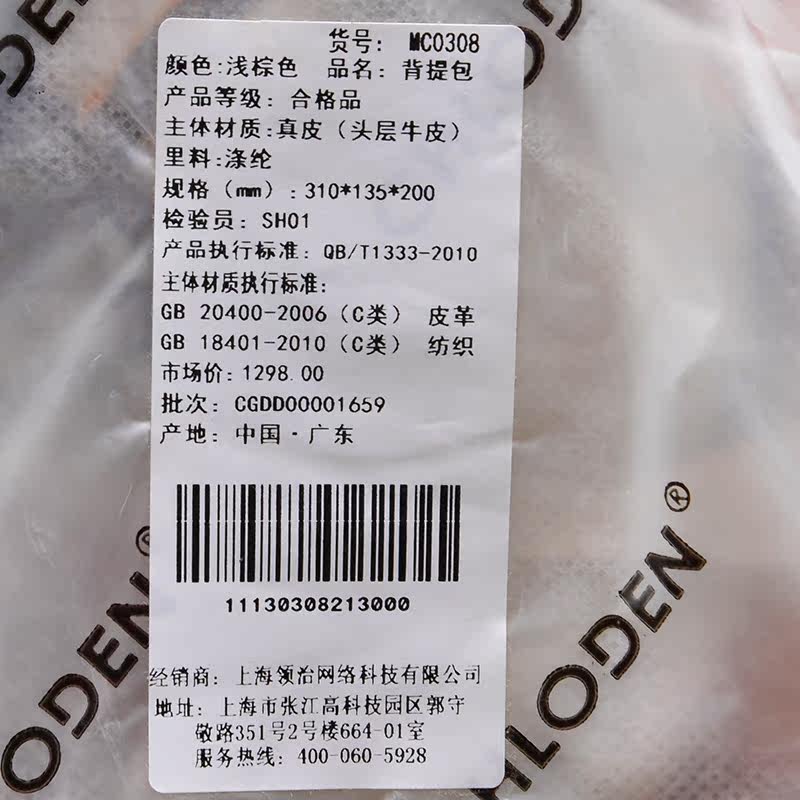 货号: MC0308
颜色:浅棕色 品名: 背提包
产品等级: 合格品
主体材质:真皮（头层牛皮）
里料:涤纶
规格（mm）: 310*135*200
检验员: SH01
产品执行标准: QB/T1333-2010
主体材质执行标准:
GB 20400-2006（C类） 皮革
GB 18401-2010（C类） 纺织
市场价: 1298.00
批次: CGDD00001659
产地: 中国·广东
11130308213000
经销商: 上海领冶网络科技有限公司
地址: 上海市张江高科技园区郭守
敬路351号2号楼664-01室
服务热线: 400-060-5928
ODEN®
HLODEN®
ODEN